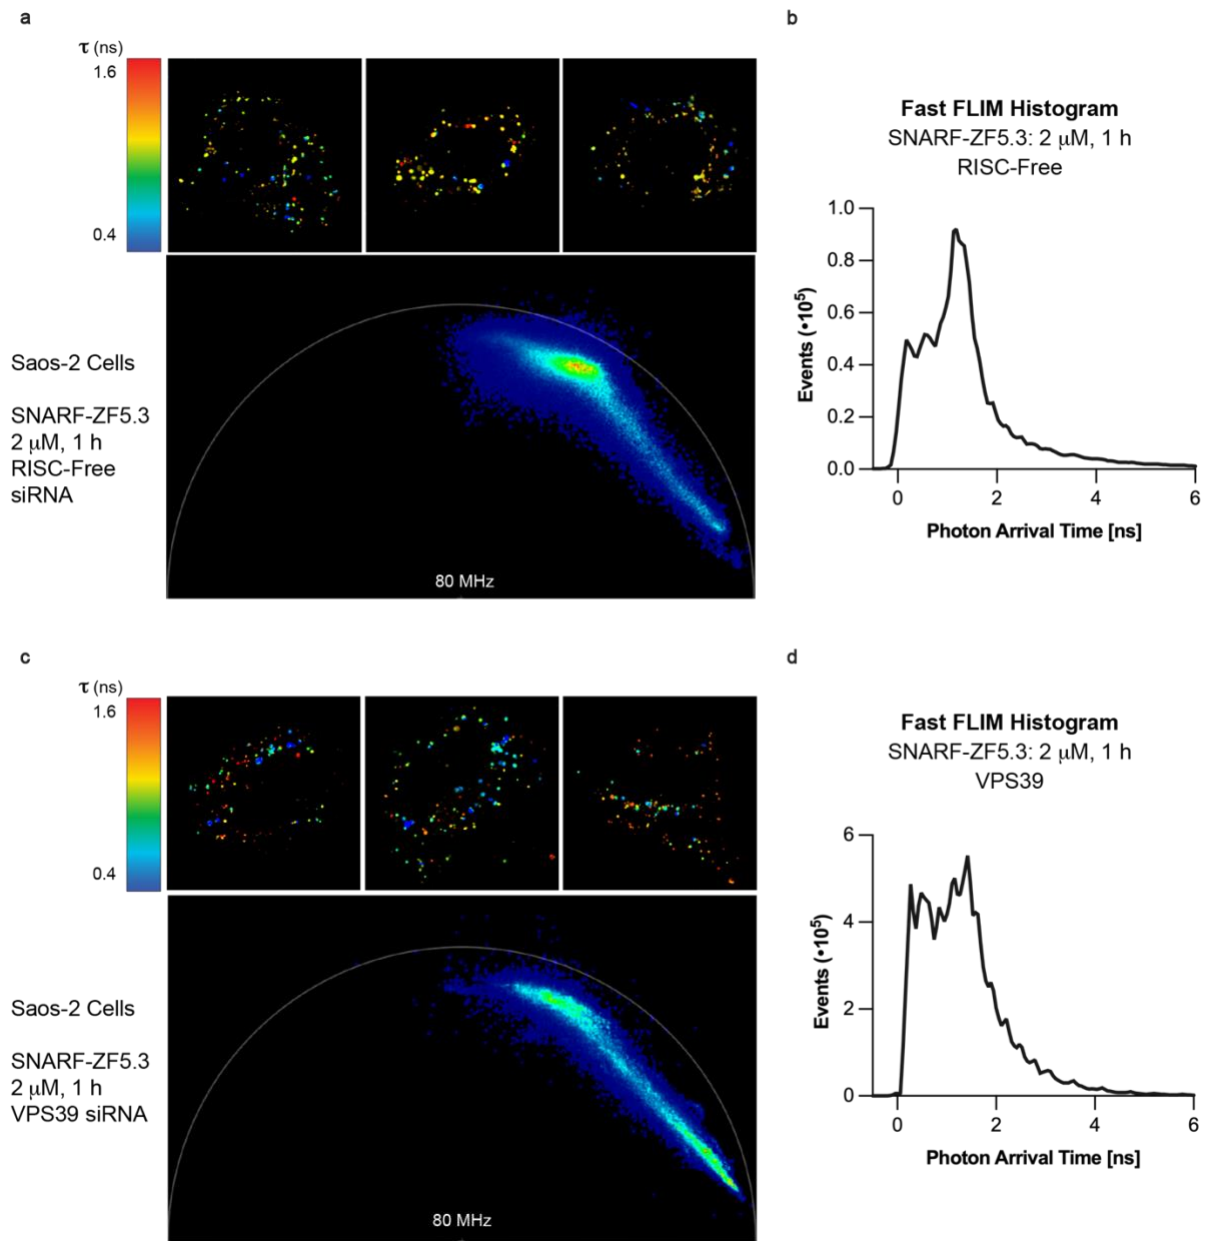 a
τ (ns)
1.6
0.4
Saos-2 Cells
SNARF-ZF5.3
2 μM, 1 h
RISC-Free
siRNA
80 MHz
b
Fast FLIM Histogram
SNARF-ZF5.3: 2 μM, 1 h
RISC-Free
1.0
0.8
0.6
0.4
0.2
0.0
Events (•10⁵)
0 2 4 6
Photon Arrival Time [ns]
c
τ (ns)
1.6
0.4
Saos-2 Cells
SNARF-ZF5.3
2 μM, 1 h
VPS39 siRNA
80 MHz
d
Fast FLIM Histogram
SNARF-ZF5.3: 2 μM, 1 h
VPS39
6
4
2
0
Events (•10⁵)
0 2 4 6
Photon Arrival Time [ns]